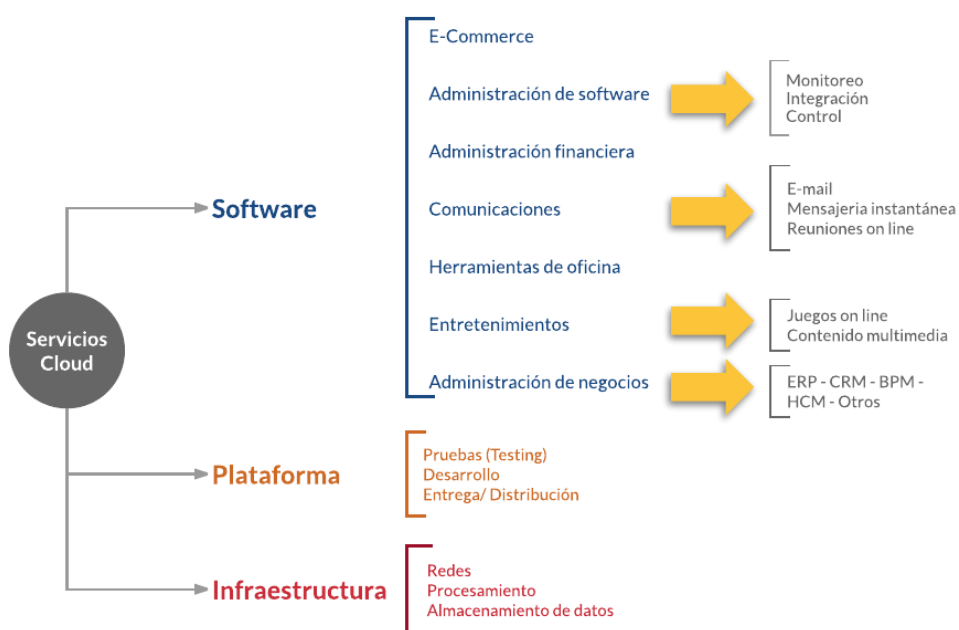 E-Commerce
Administración de software
Monitoreo
Integración
Control
Administración financiera
Software
Comunicaciones
E-mail
Mensajeria instantánea
Reuniones on line
Herramientas de oficina
Servicios
Cloud
Entretenimientos
Juegos on line
Contenido multimedia
Administración de negocios
ERP - CRM - BPM -
HCM - Otros
Plataforma
Pruebas (Testing)
Desarrollo
Entrega/ Distribución
Infraestructura
Redes
Procesamiento
Almacenamiento de datos